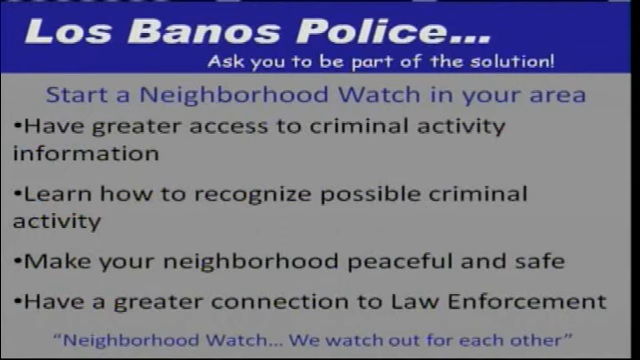 Los Banos Police...
Ask you to be part of the solution!
Start a Neighborhood Watch in your area
•Have greater access to criminal activity
information
•Learn how to recognize possible criminal
activity
•Make your neighborhood peaceful and safe
•Have a greater connection to Law Enforcement
“Neighborhood Watch... We watch out for each other”